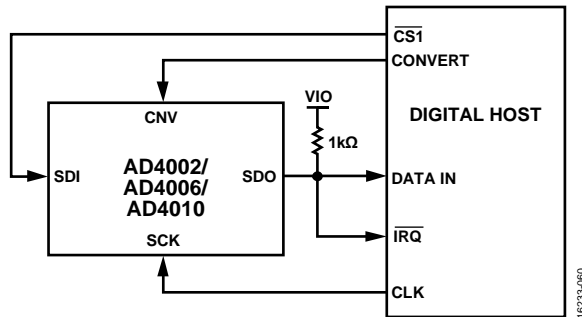 CS1
CONVERT
VIO
DIGITAL HOST
CNV
1kΩ
AD4002/
AD4006/
AD4010
SDI
SDO
DATA IN
SCK
IRQ
CLK
16233-060